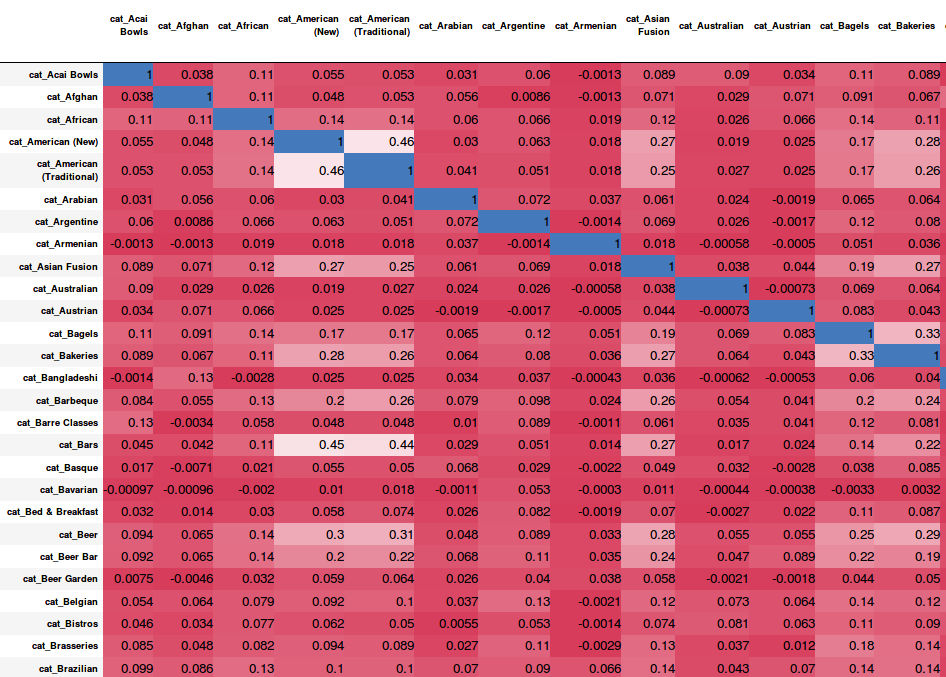 cat_Acai Bowls cat_Afghan cat_African cat_American (New) cat_American (Traditional) cat_Arabian cat_Argentine cat_Armenian cat_Asian Fusion cat_Australian cat_Austrian cat_Bagels cat_Bakeries
cat_Acai Bowls 1 0.038 0.11 0.055 0.053 0.031 0.06 -0.0013 0.089 0.09 0.034 0.11 0.089
cat_Afghan 0.038 1 0.11 0.048 0.053 0.056 0.0086 -0.0013 0.071 0.029 0.071 0.091 0.067
cat_African 0.11 0.11 1 0.14 0.14 0.06 0.066 0.019 0.12 0.026 0.066 0.14 0.11
cat_American (New) 0.055 0.048 0.14 1 0.46 0.03 0.063 0.018 0.27 0.019 0.025 0.17 0.28
cat_American (Traditional) 0.053 0.053 0.14 0.46 1 0.041 0.051 0.018 0.25 0.027 0.025 0.17 0.26
cat_Arabian 0.031 0.056 0.06 0.03 0.041 1 0.072 0.037 0.061 0.024 -0.0019 0.065 0.064
cat_Argentine 0.06 0.0086 0.066 0.063 0.051 0.072 1 -0.0014 0.069 0.026 -0.0017 0.12 0.08
cat_Armenian -0.0013 -0.0013 0.019 0.018 0.018 0.037 -0.0014 1 0.018 -0.00058 -0.0005 0.051 0.036
cat_Asian Fusion 0.089 0.071 0.12 0.27 0.25 0.061 0.069 0.018 1 0.038 0.044 0.19 0.27
cat_Australian 0.09 0.029 0.026 0.019 0.027 0.024 0.026 -0.00058 0.038 1 -0.00073 0.069 0.064
cat_Austrian 0.034 0.071 0.066 0.025 0.025 -0.0019 -0.0017 -0.0005 0.044 -0.00073 1 0.083 0.043
cat_Bagels 0.11 0.091 0.14 0.17 0.17 0.065 0.12 0.051 0.19 0.069 0.083 1 0.33
cat_Bakeries 0.089 0.067 0.11 0.28 0.26 0.064 0.08 0.036 0.27 0.064 0.043 0.33 1
cat_Bangladeshi -0.0014 0.13 -0.0028 0.025 0.025 0.034 0.037 -0.00043 0.036 -0.00062 -0.00053 0.06 0.04
cat_Barbeque 0.084 0.055 0.13 0.2 0.26 0.079 0.098 0.024 0.26 0.054 0.041 0.2 0.24
cat_Barre Classes 0.13 -0.0034 0.058 0.048 0.048 0.01 0.089 -0.0011 0.061 0.035 0.041 0.12 0.081
cat_Bars 0.045 0.042 0.11 0.45 0.44 0.029 0.051 0.014 0.27 0.017 0.024 0.14 0.22
cat_Basque 0.017 -0.0071 0.021 0.055 0.05 0.068 0.029 -0.0022 0.049 0.032 -0.0028 0.038 0.085
cat_Bavarian -0.00097 -0.00096 -0.002 0.01 0.018 -0.0011 0.053 -0.0003 0.011 -0.00044 -0.00038 -0.0033 0.0032
cat_Bed & Breakfast 0.032 0.014 0.03 0.058 0.074 0.026 0.082 -0.0019 0.07 -0.0027 0.022 0.11 0.087
cat_Beer 0.094 0.065 0.14 0.3 0.31 0.048 0.089 0.033 0.28 0.055 0.055 0.25 0.29
cat_Beer Bar 0.092 0.065 0.14 0.2 0.22 0.068 0.11 0.035 0.24 0.047 0.089 0.22 0.19
cat_Beer Garden 0.0075 -0.0046 0.032 0.059 0.064 0.026 0.04 0.038 0.058 -0.0021 -0.0018 0.044 0.05
cat_Belgian 0.054 0.064 0.079 0.092 0.1 0.037 0.13 -0.0021 0.12 0.073 0.064 0.14 0.12
cat_Bistros 0.046 0.034 0.077 0.062 0.05 0.0055 0.053 -0.0014 0.074 0.081 0.063 0.11 0.09
cat_Brasseries 0.085 0.048 0.082 0.094 0.089 0.027 0.11 -0.0029 0.13 0.037 0.012 0.18 0.14
cat_Brazilian 0.099 0.086 0.13 0.1 0.1 0.07 0.09 0.066 0.14 0.043 0.07 0.14 0.14